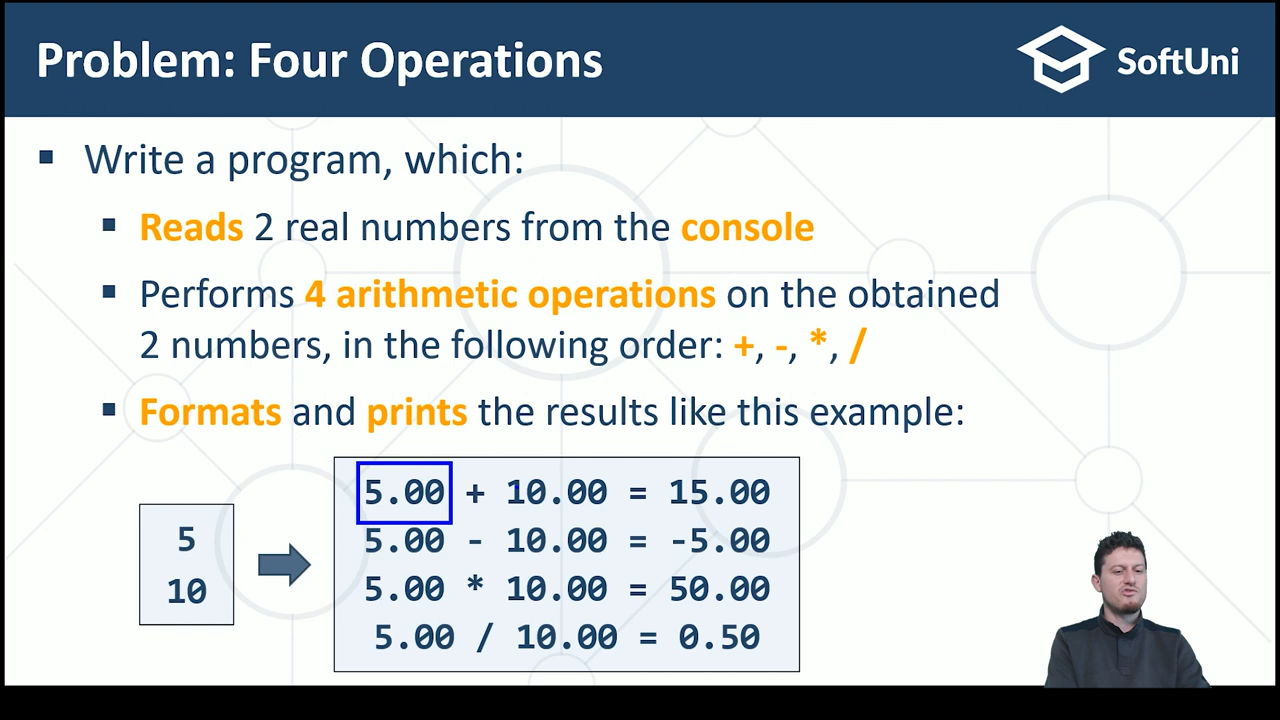 Problem: Four Operations
SoftUni
▪ Write a program, which:
▪ Reads 2 real numbers from the console
▪ Performs 4 arithmetic operations on the obtained
2 numbers, in the following order: +, -, *, /
▪ Formats and prints the results like this example:
5
10
5.00 + 10.00 = 15.00
5.00 - 10.00 = -5.00
5.00 * 10.00 = 50.00
5.00 / 10.00 = 0.50